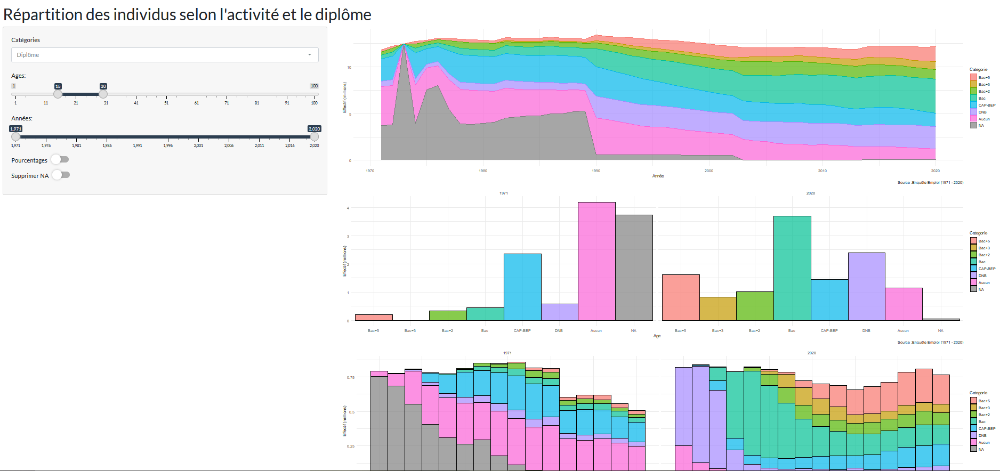 Répartition des individus selon l'activité et le diplôme
Catégories
Diplôme
Ages:
1 15 30 100
1 11 21 31 41 51 61 71 81 91 100
Années:
1,971 2,020
1,971 1,976 1,981 1,986 1,991 1,996 2,001 2,006 2,011 2,016 2,020
Pourcentages
Supprimer NA
Effectif (millions)
10
5
0
1970 1980 1990 2000 2010 2020
Année
Source :Enquête Emploi (1971 - 2020)
Categorie
Bac+5
Bac+3
Bac+2
Bac
CAP-BEP
DNB
Aucun
NA
1971 2020
Effectif (millions)
4
3
2
1
0
Bac+5 Bac+3 Bac+2 Bac CAP-BEP DNB Aucun NA Bac+5 Bac+3 Bac+2 Bac CAP-BEP DNB Aucun NA
Age
Source :Enquête Emploi (1971 - 2020)
Categorie
Bac+5
Bac+3
Bac+2
Bac
CAP-BEP
DNB
Aucun
NA
1971 2020
Effectif (millions)
0.75
0.5
0.25
Categorie
Bac+5
Bac+3
Bac+2
Bac
CAP-BEP
DNB
Aucun
NA